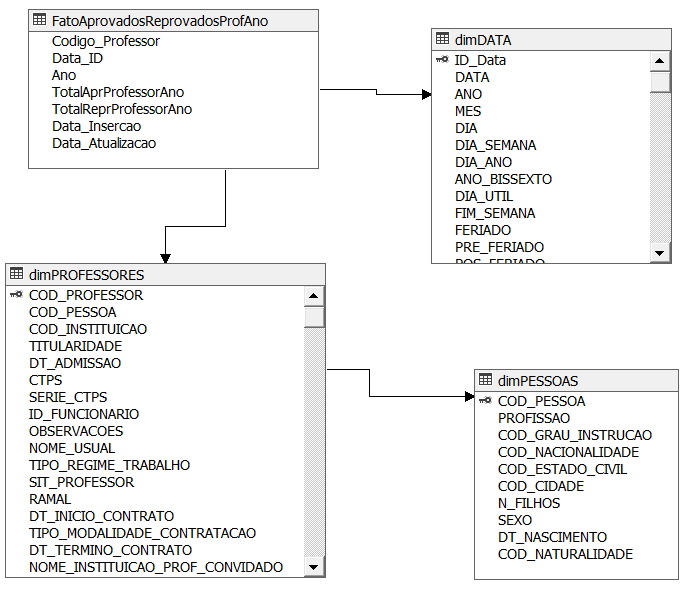 FatoAprovadosReprovadosProfAno
Codigo_Professor
Data_ID
Ano
TotalAprProfessorAno
TotalReprProfessorAno
Data_Insercao
Data_Atualizacao
dimDATA
ID_Data
DATA
ANO
MES
DIA
DIA_SEMANA
DIA_ANO
ANO_BISSEXTO
DIA_UTIL
FIM_SEMANA
FERIADO
PRE_FERIADO
POS_FERIADO
dimPROFESSORES
COD_PROFESSOR
COD_PESSOA
COD_INSTITUICAO
TITULARIDADE
DT_ADMISSAO
CTPS
SERIE_CTPS
ID_FUNCIONARIO
OBSERVACOES
NOME_USUAL
TIPO_REGIME_TRABALHO
SIT_PROFESSOR
RAMAL
DT_INICIO_CONTRATO
TIPO_MODALIDADE_CONTRATACAO
DT_TERMINO_CONTRATO
NOME_INSTITUICAO_PROF_CONVIDADO
dimPESSOAS
COD_PESSOA
PROFISSAO
COD_GRAU_INSTRUCAO
COD_NACIONALIDADE
COD_ESTADO_CIVIL
COD_CIDADE
N_FILHOS
SEXO
DT_NASCIMENTO
COD_NATURALIDADE